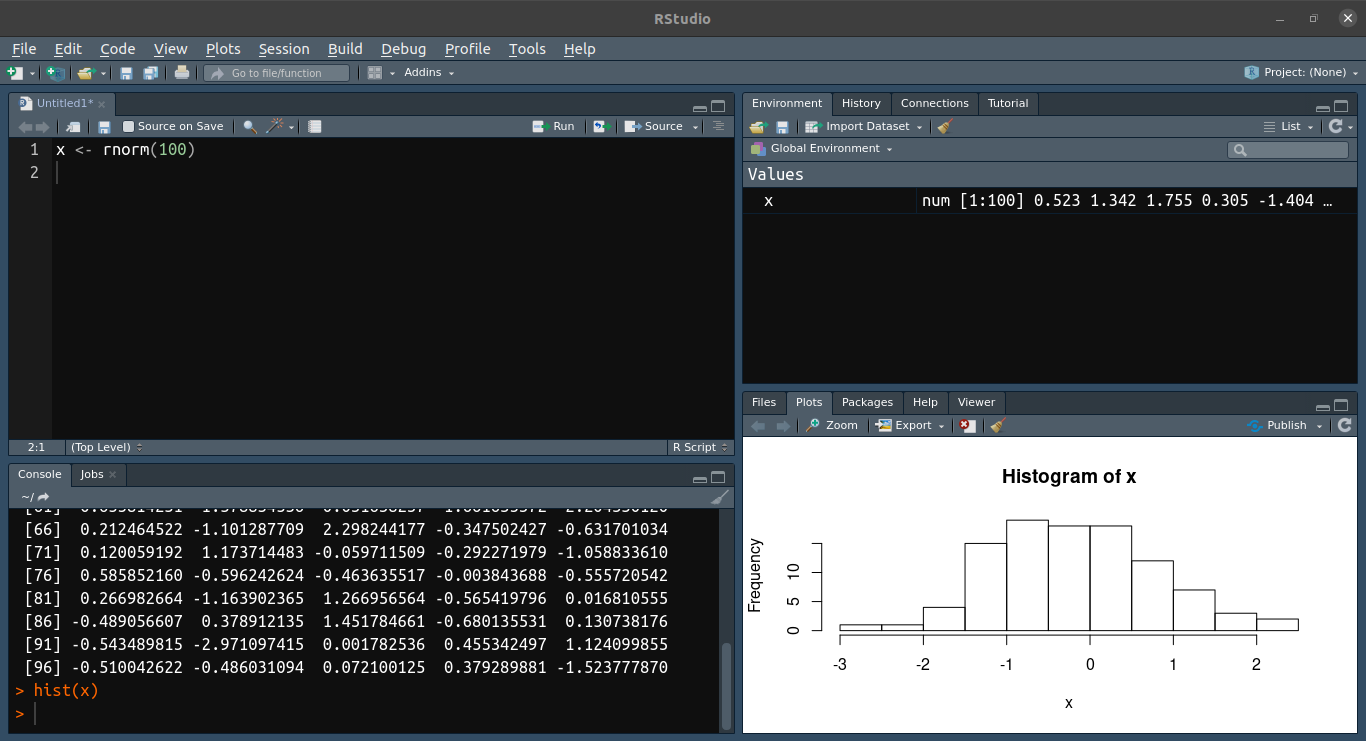 RStudio
File Edit Code View Plots Session Build Debug Profile Tools Help
Go to file/function Addins Project: (None)
Untitled1*
Source on Save Run Source
1 x <- rnorm(100)
2
2:1 (Top Level) R Script
Console Jobs
~/
[66] 0.212464522 -1.101287709 2.298244177 -0.347502427 -0.631701034
[71] 0.120059192 1.173714483 -0.059711509 -0.292271979 -1.058833610
[76] 0.585852160 -0.596242624 -0.463635517 -0.003843688 -0.555720542
[81] 0.266982664 -1.163902365 1.266956564 -0.565419796 0.016810555
[86] -0.489056607 0.378912135 1.451784661 -0.680135531 0.130738176
[91] -0.543489815 -2.971097415 0.001782536 0.455342497 1.124099855
[96] -0.510042622 -0.486031094 0.072100125 0.379289881 -1.523777870
> hist(x)
>
Environment History Connections Tutorial
Import Dataset List
Global Environment
Values
x num [1:100] 0.523 1.342 1.755 0.305 -1.404 …
Files Plots Packages Help Viewer
Zoom Export Publish
Histogram of x
Frequency
10
5
0
-3 -2 -1 0 1 2
x